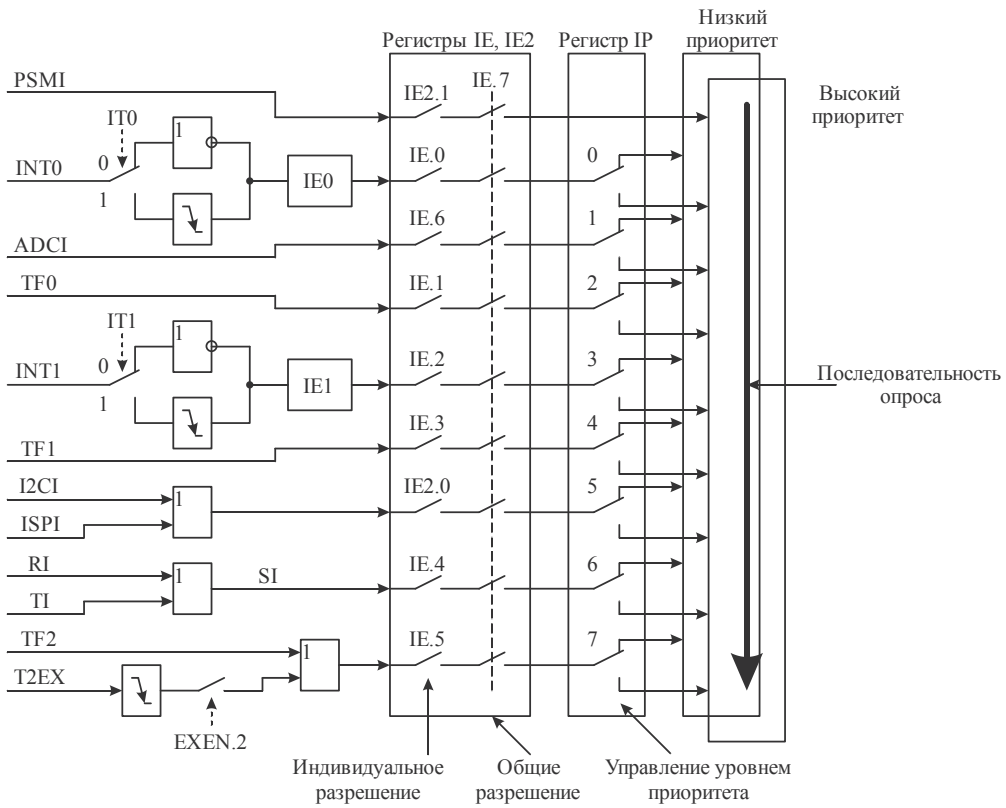 Низкий
приоритет
Регистры IE, IE2
Регистр IP
Высокий
приоритет
PSMI
IE2.1
IE.7
IT0
1
0
INT0
1
IE0
IE.0
0
ADCI
IE.6
1
TF0
IE.1
2
IT1
1
0
INT1
1
IE1
IE.2
3
Последовательность
опроса
TF1
IE.3
4
I2CI
1
ISPI
IE2.0
5
RI
1
TI
SI
IE.4
6
TF2
1
IE.5
7
T2EX
EXEN.2
Индивидуальное
разрешение
Общие
разрешение
Управление уровнем
приоритета